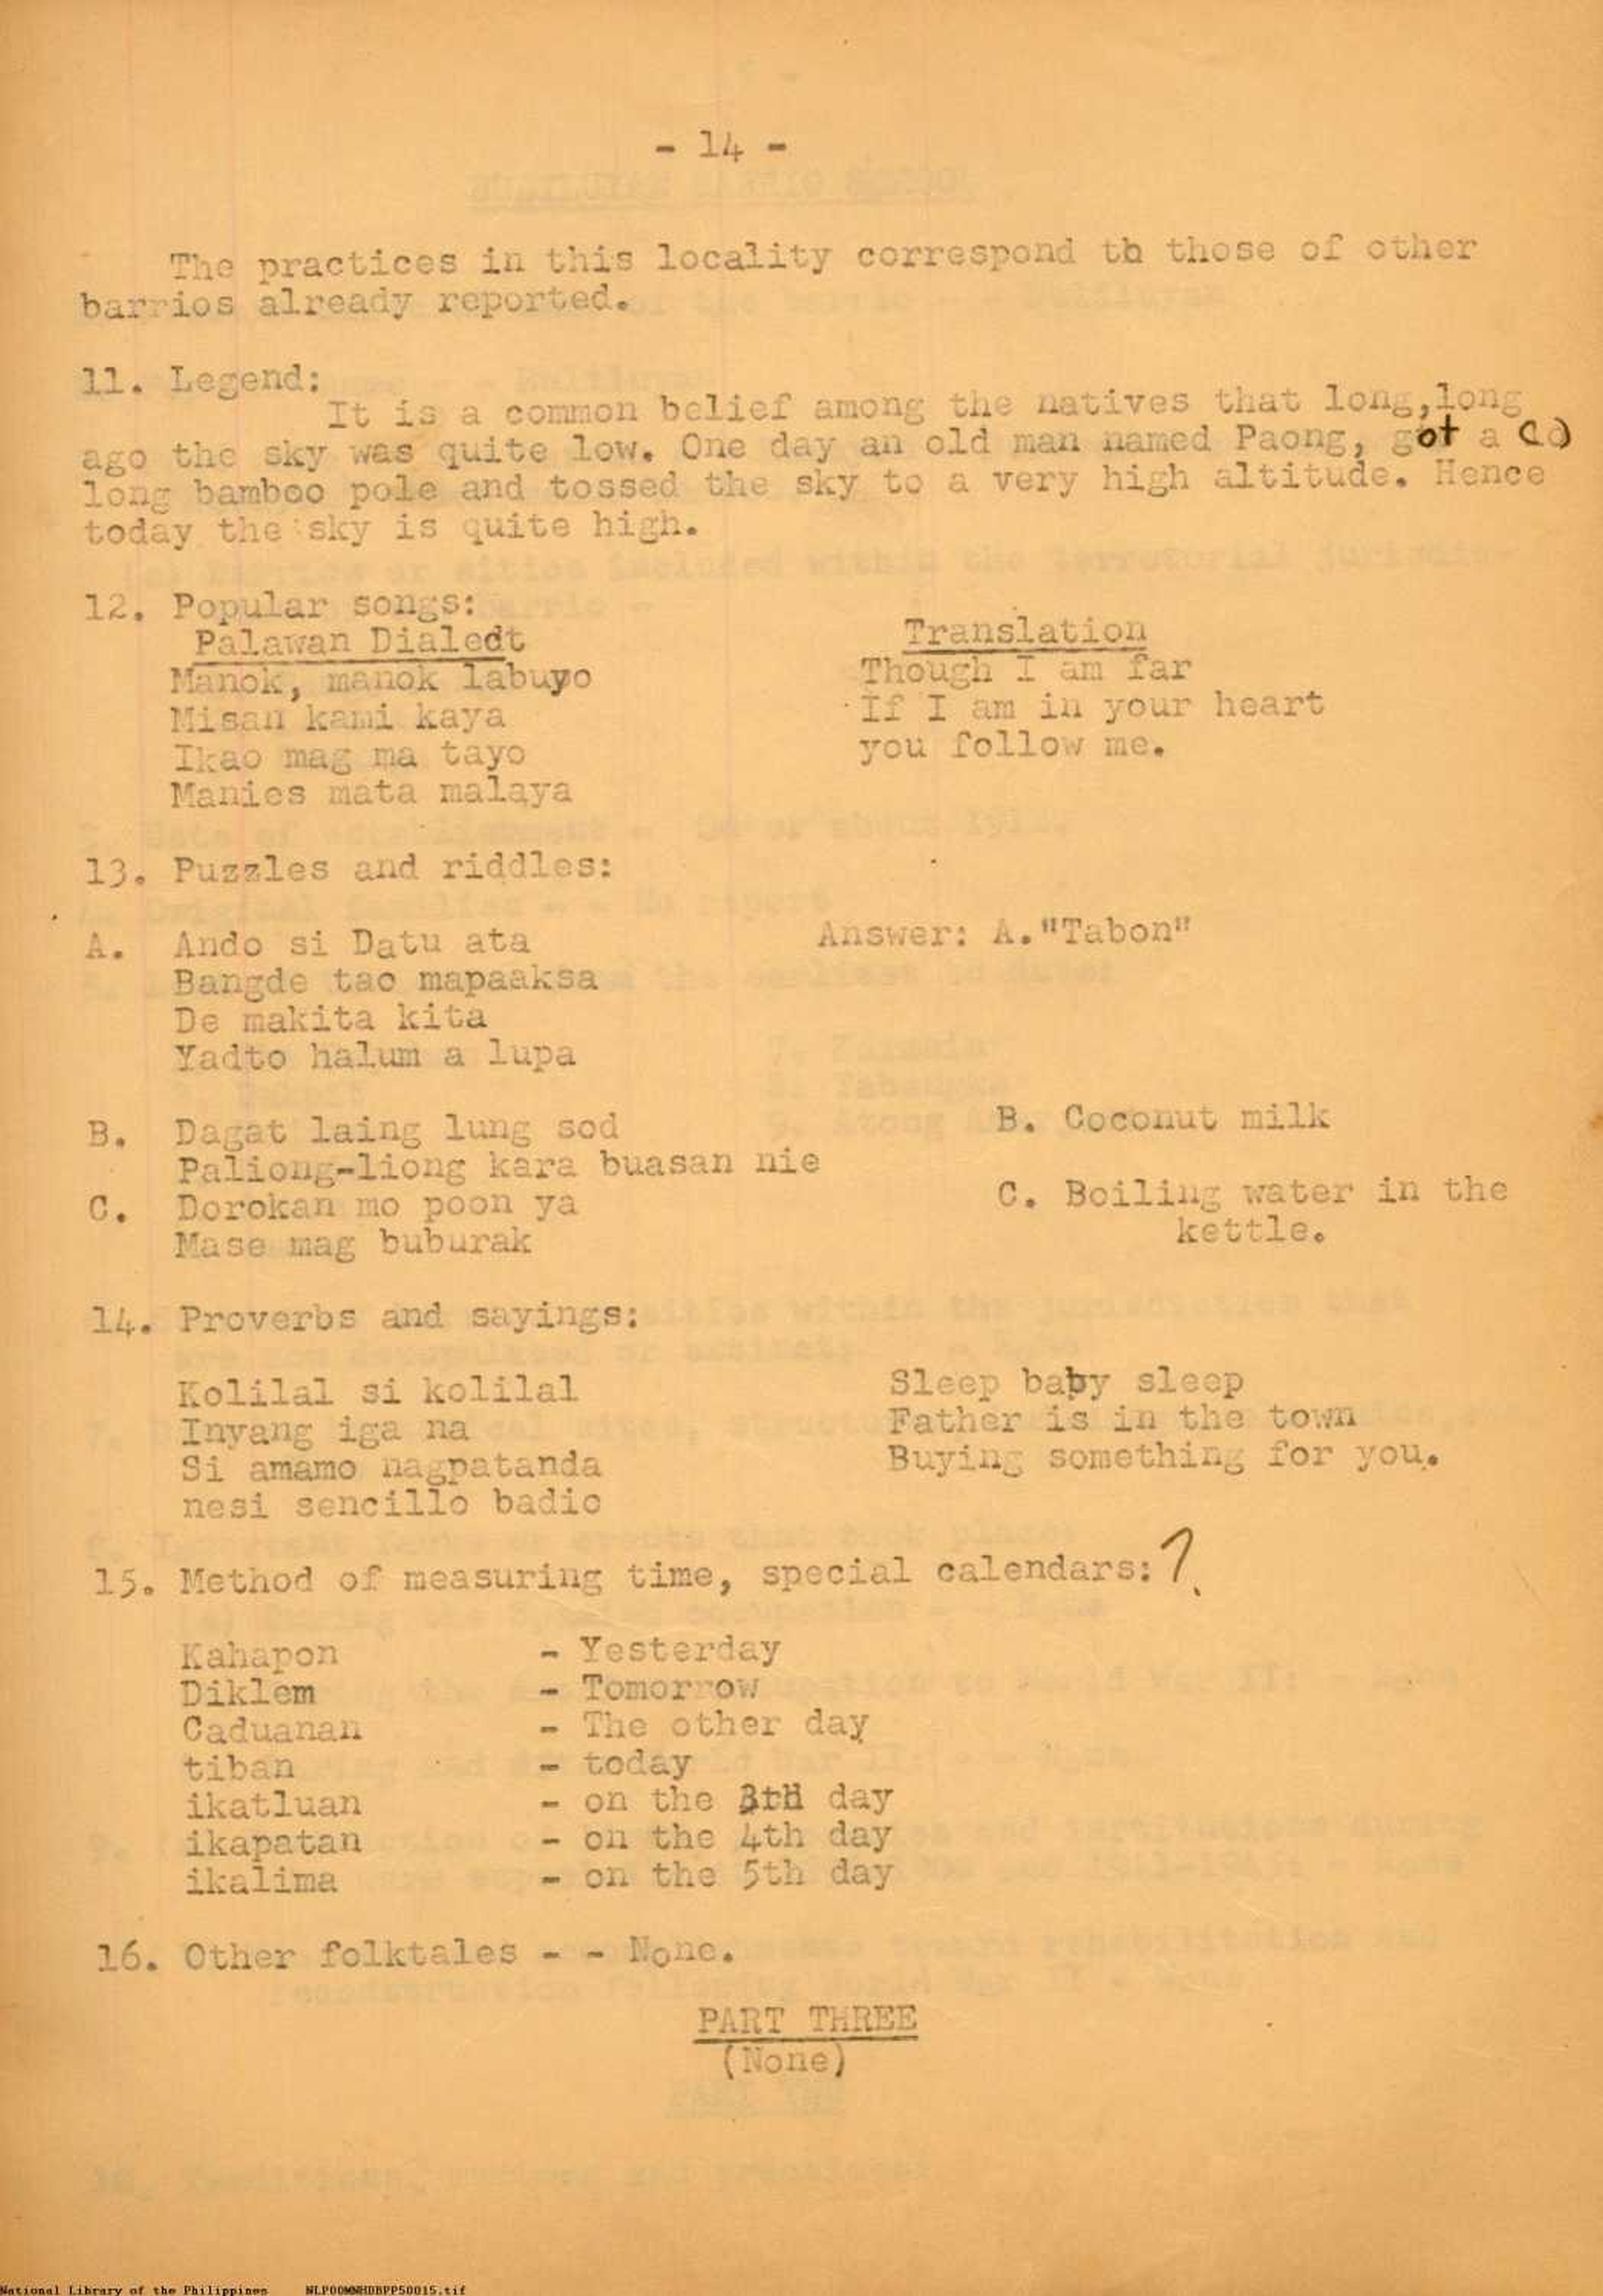 - 14 -
The practices in this locality correspond to those of other
barrios already reported.
11. Legend:
It is a common belief among the natives that long,long
ago the sky was quite low. One day an old man named Paong, got a
long bamboo pole and tossed the sky to a very high altitude. Hence
today the sky is quite high.
12. Popular songs:
Palawan Dialedt
Manok, manok labuyo
Misan kami kaya
Ikao mag ma tayo
Manies mata malaya
Translation
Though I am far
If I am in your heart
you follow me.
13. Puzzles and riddles:
A. Ando si Datu ata
Bangde tao mapaaksa
De makita kita
Yadto halum a lupa
Answer: A."Tabon"
B. Dagat laing lung sod
Paliong-liong kara buasan nie
B. Coconut milk
C. Dorokan mo poon ya
Mase mag buburak
C. Boiling water in the
kettle.
14. Proverbs and sayings:
Kolilal si kolilal
Inyang iga na
Si amamo nagpatanda
nesi sencillo badio
Sleep baby sleep
Father is in the town
Buying something for you.
15. Method of measuring time, special calendars:?
Kahapon - Yesterday
Diklem - Tomorrow
Caduanan - The other day
tiban - today
ikatluan - on the day
ikapatan - on the 4th day
ikalima - on the 5th day
16. Other folktales - - None.
PART THREE
(None)
National Library of the Philippines NLPOOMNHDBPP50015.tif